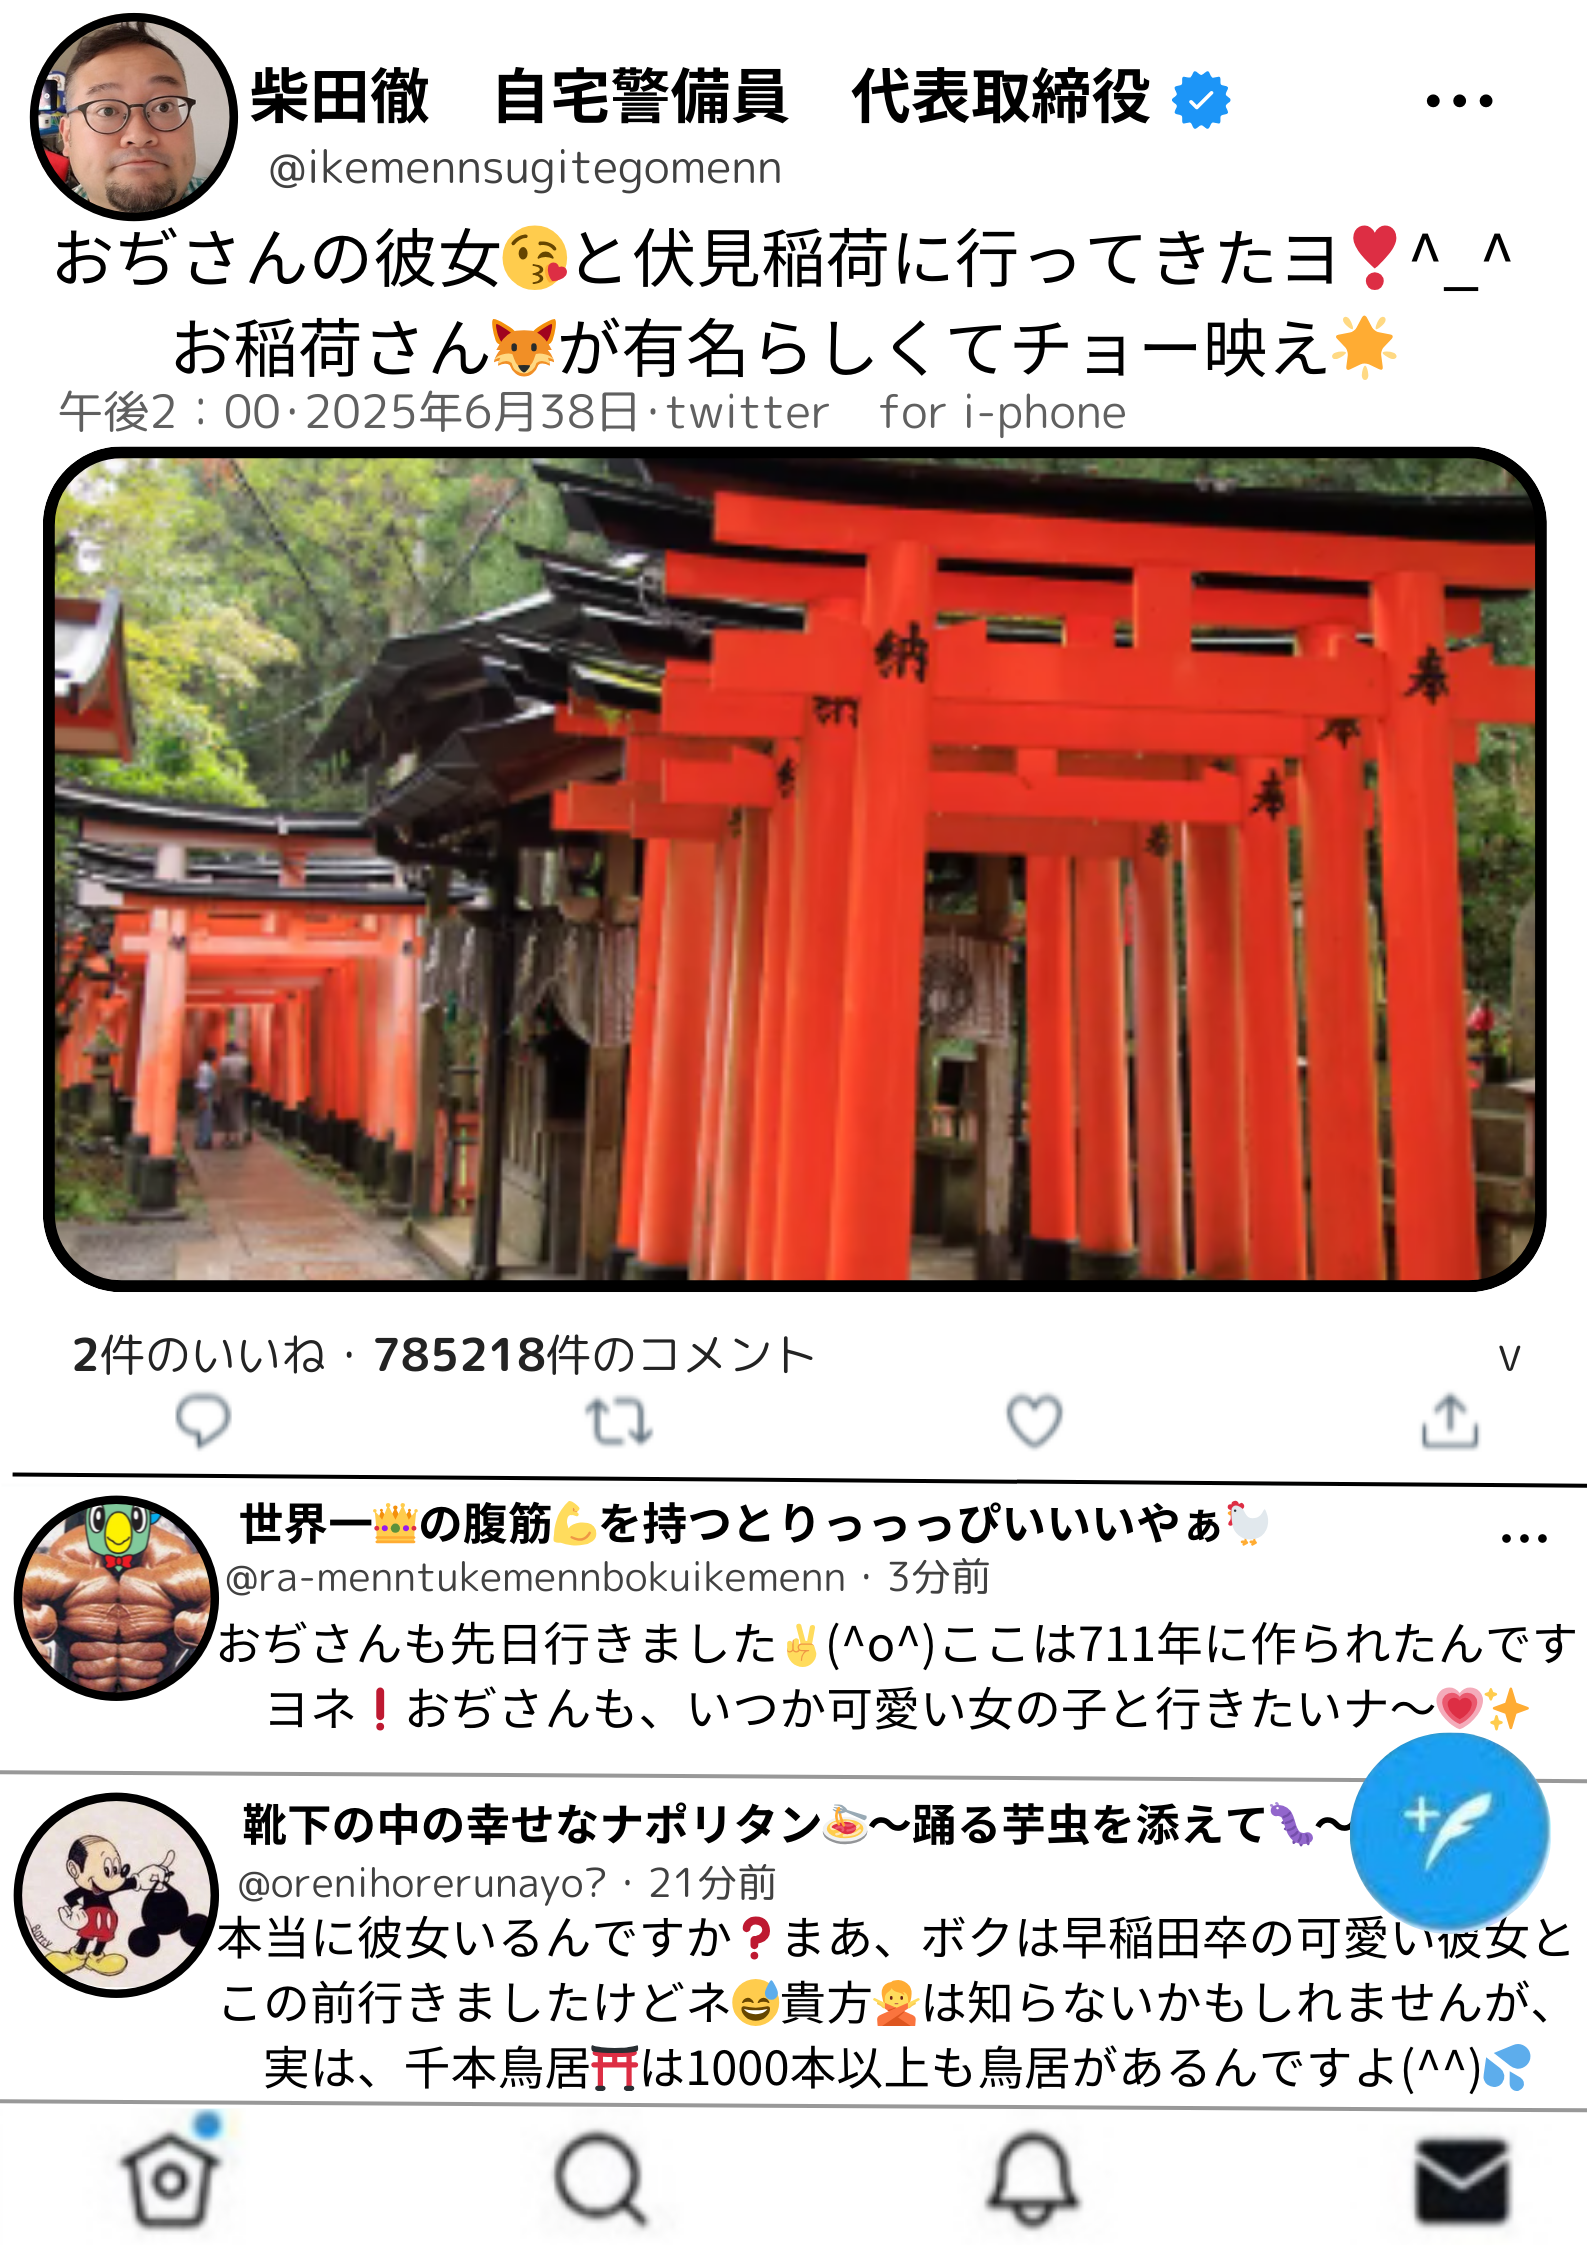 柴田徹　自宅警備員　代表取締役
@ikemennsugitegomenn
おぢさんの彼女😘と伏見稲荷に行ってきたヨ❣^_^
お稲荷さん🦊が有名らしくてチョー映え🌟
午後2：00·2025年6月38日·twitter　for i-phone
納
奉
納
奉
奉
2件のいいね · 785218件のコメント
v
世界一👑の腹筋💪を持つとりっっっぴいいいやぁ🐔
@ra-menntukemennbokuikemenn · 3分前
おぢさんも先日行きました✌(^o^)ここは711年に作られたんです
ヨネ❗おぢさんも、いつか可愛い女の子と行きたいナ〜💗✨
靴下の中の幸せなナポリタン🍝〜踊る芋虫を添えて🐛〜
@orenihorerunayo? · 21分前
本当に彼女いるんですか❓まあ、ボクは早稲田卒の可愛い彼女と
この前行きましたけどネ😅貴方🙅は知らないかもしれませんが、
実は、千本鳥居⛩は1000本以上も鳥居があるんですよ(^^)💦